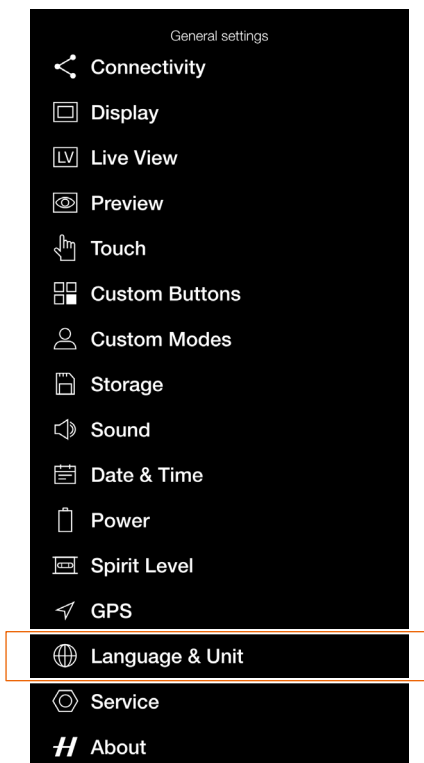 General settings
Connectivity
Display
LV Live View
Preview
Touch
Custom Buttons
Custom Modes
Storage
Sound
Date & Time
Power
Spirit Level
GPS
Language & Unit
Service
H About